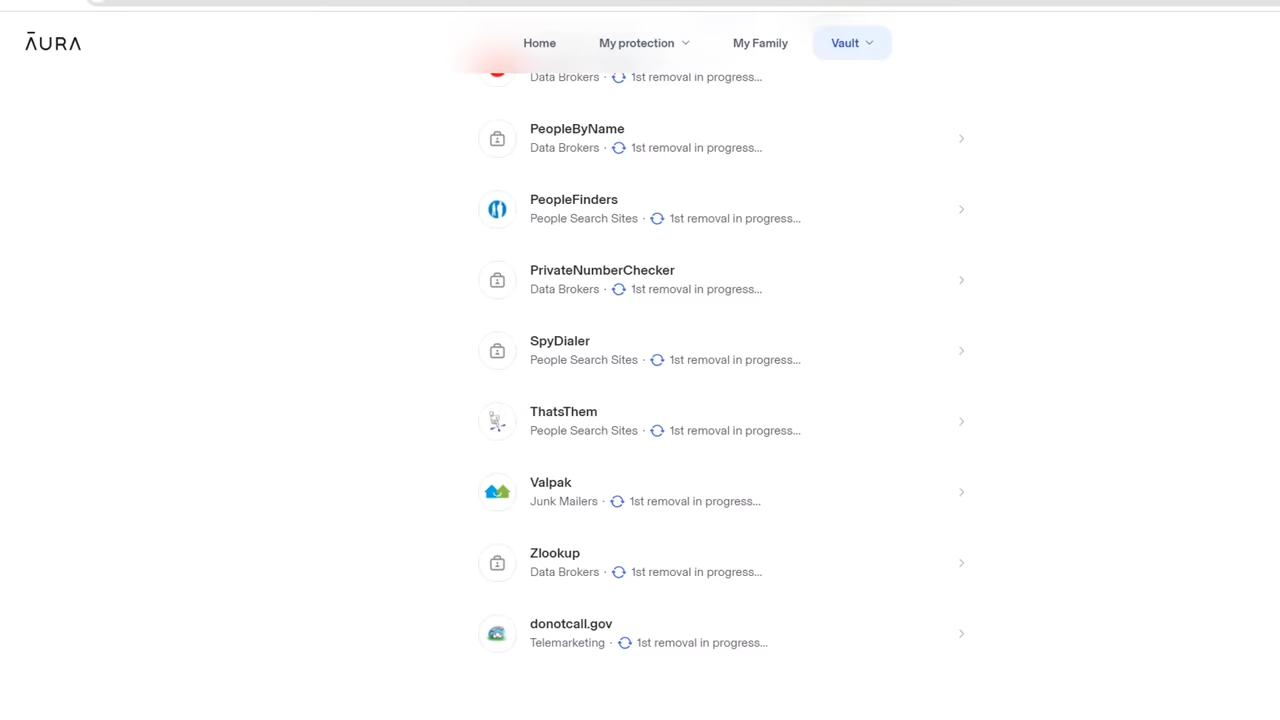 ĀURA
Home
My protection
My Family
Vault
Data Brokers · 1st removal in progress...
PeopleByName
Data Brokers · 1st removal in progress...
PeopleFinders
People Search Sites · 1st removal in progress...
PrivateNumberChecker
Data Brokers · 1st removal in progress...
SpyDialer
People Search Sites · 1st removal in progress...
ThatsThem
People Search Sites · 1st removal in progress...
Valpak
Junk Mailers · 1st removal in progress...
Zlookup
Data Brokers · 1st removal in progress...
donotcall.gov
Telemarketing · 1st removal in progress...